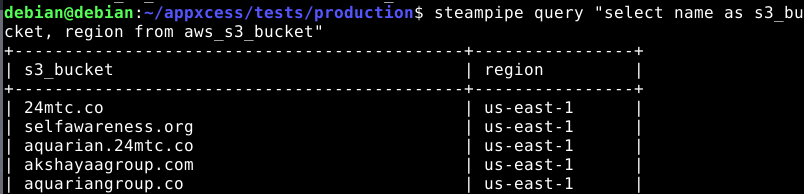 debian@debian:~/appxcess/tests/production$ steampipe query "select name as s3_bu
cket, region from aws_s3_bucket"
+-------------------------------------------+----------------+
| s3_bucket | region |
+-------------------------------------------+----------------+
| 24mtc.co | us-east-1 |
| selfawareness.org | us-east-1 |
| aquarian.24mtc.co | us-east-1 |
| akshayaagroup.com | us-east-1 |
| aquariangroup.co | us-east-1 |